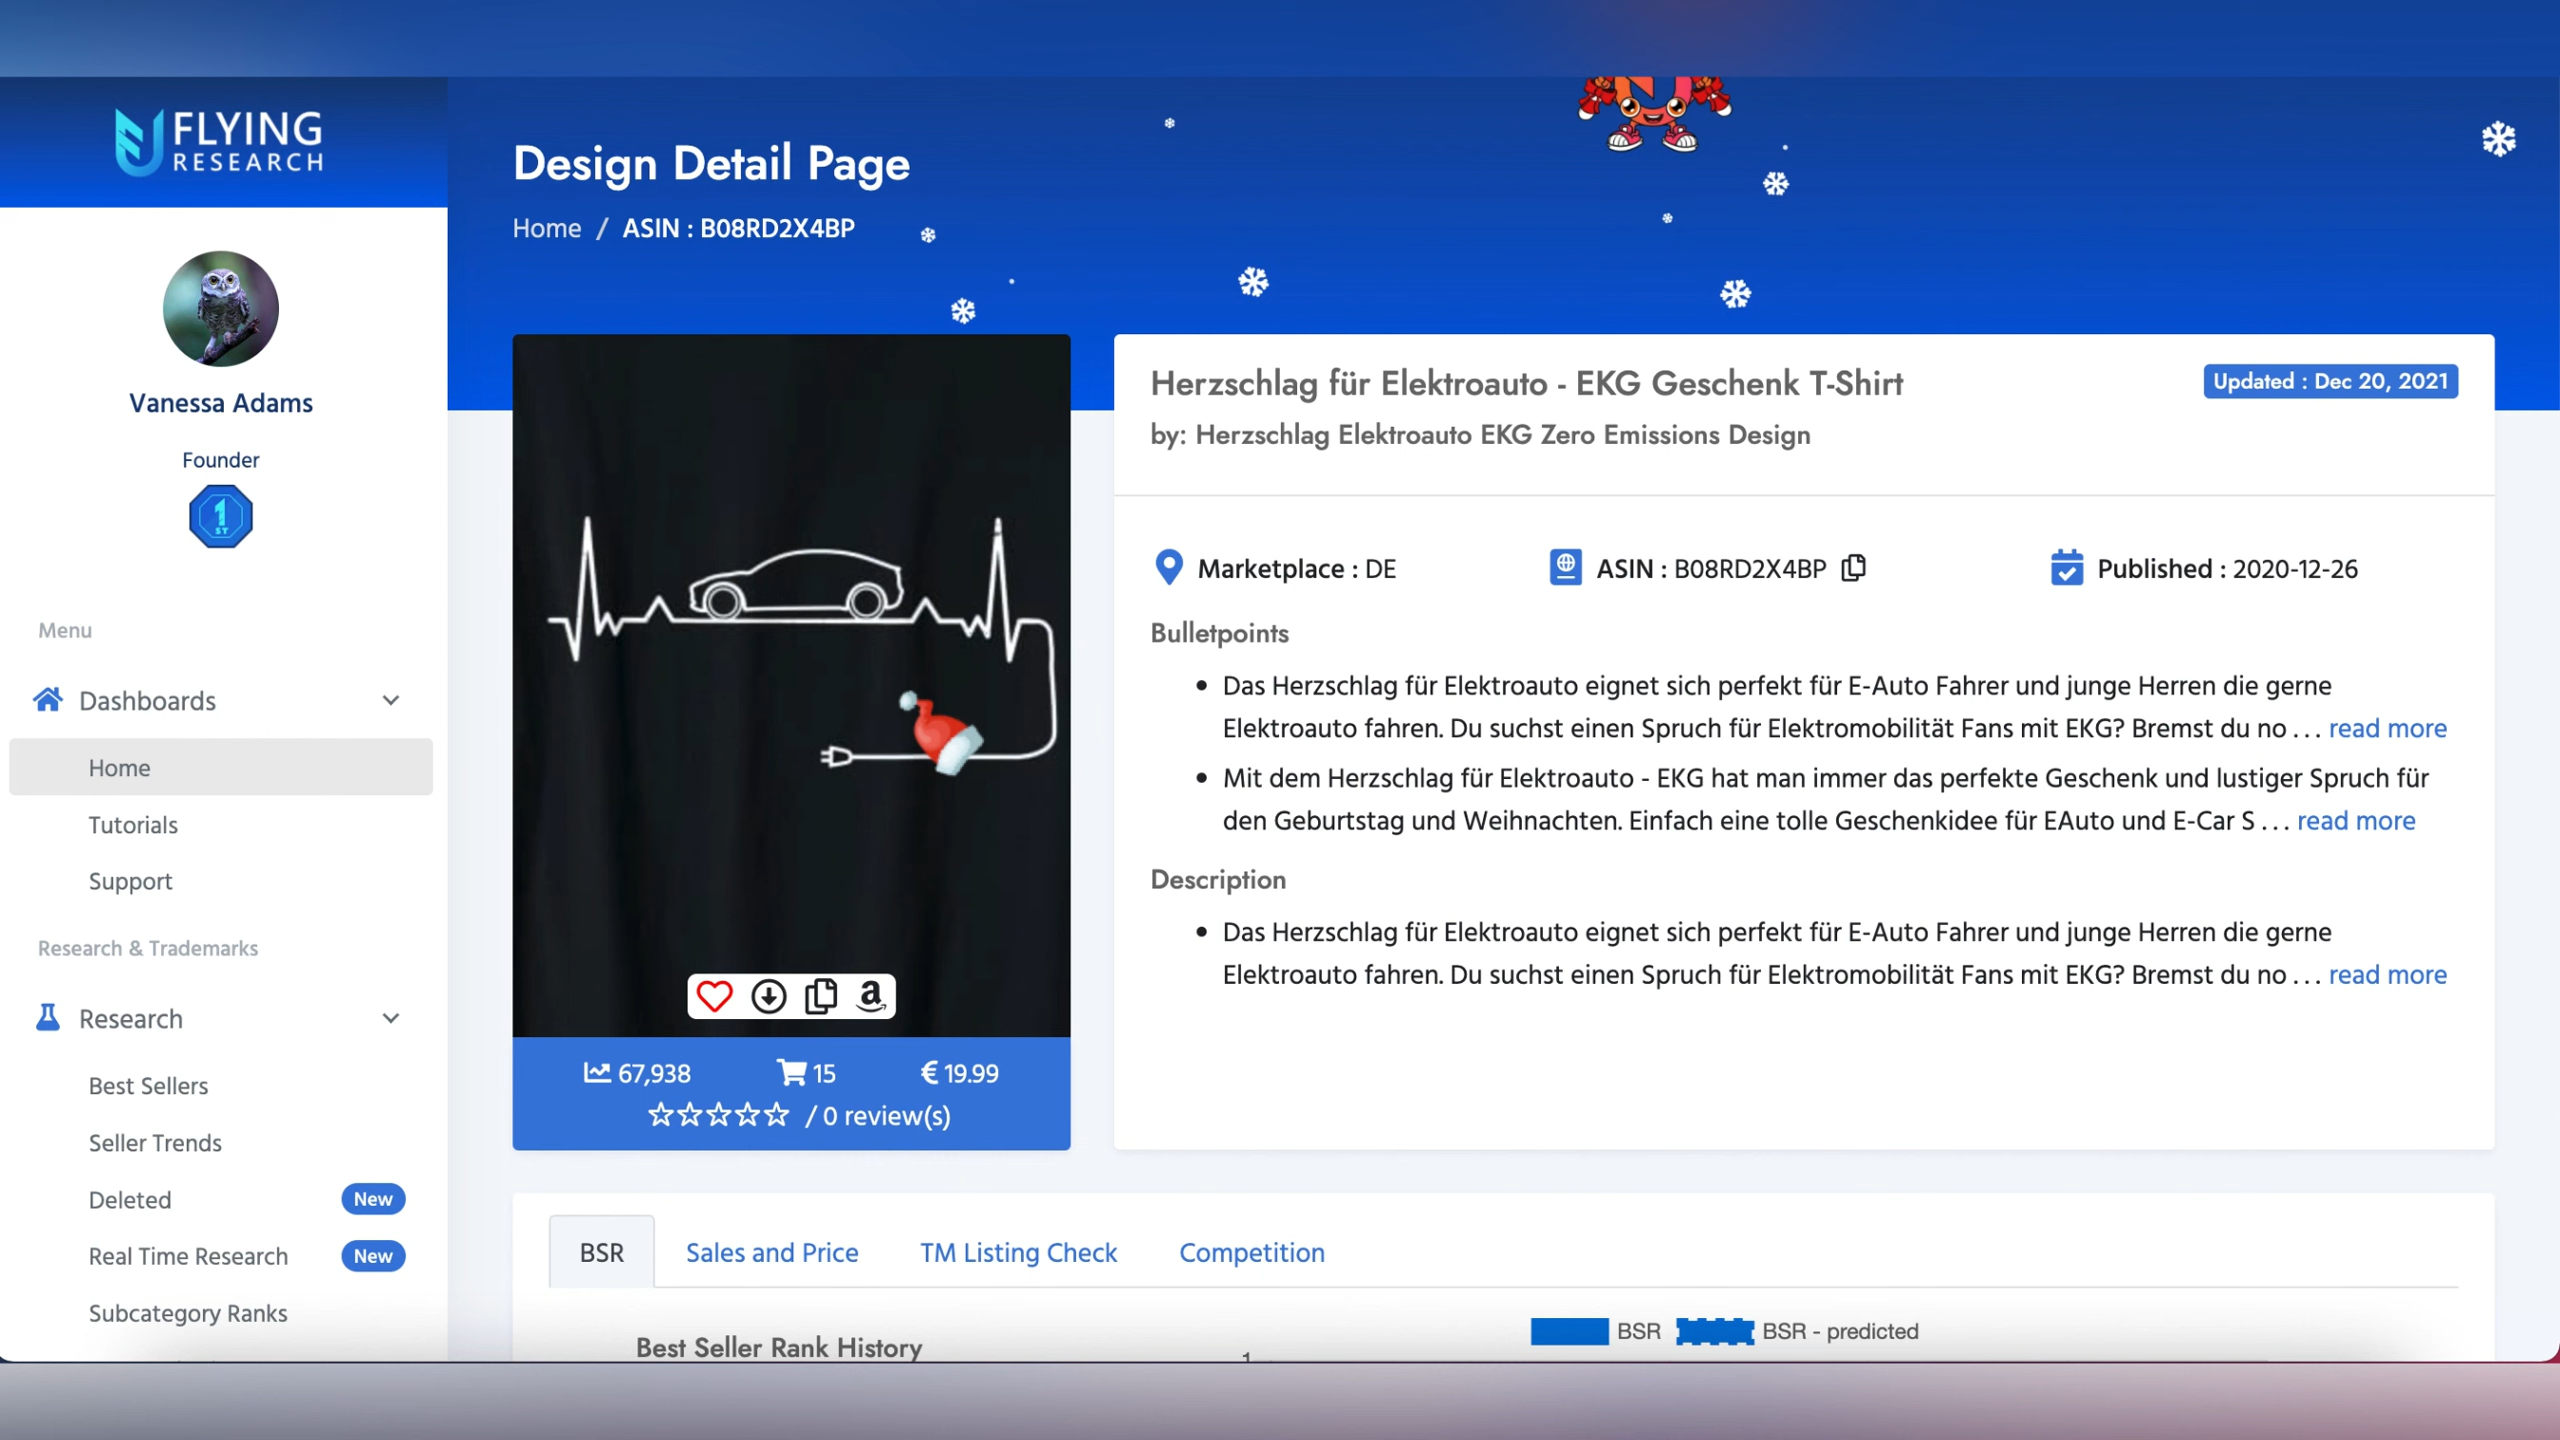 FLYING
RESEARCH
Vanessa Adams
Founder
1
ST
Menu
Dashboards
Home
Tutorials
Support
Research & Trademarks
Research
Best Sellers
Seller Trends
Deleted New
Real Time Research New
Subcategory Ranks
Design Detail Page
Home / ASIN : B08RD2X4BP
67,938 15 € 19.99
/ 0 review(s)
Herzschlag für Elektroauto - EKG Geschenk T-Shirt
Updated : Dec 20, 2021
by: Herzschlag Elektroauto EKG Zero Emissions Design
Marketplace : DE ASIN : B08RD2X4BP Published : 2020-12-26
Bulletpoints
• Das Herzschlag für Elektroauto eignet sich perfekt für E-Auto Fahrer und junge Herren die gerne
Elektroauto fahren. Du suchst einen Spruch für Elektromobilität Fans mit EKG? Bremst du no . . . read more
• Mit dem Herzschlag für Elektroauto - EKG hat man immer das perfekte Geschenk und lustiger Spruch für
den Geburtstag und Weihnachten. Einfach eine tolle Geschenkidee für EAuto und E-Car S . . . read more
Description
• Das Herzschlag für Elektroauto eignet sich perfekt für E-Auto Fahrer und junge Herren die gerne
Elektroauto fahren. Du suchst einen Spruch für Elektromobilität Fans mit EKG? Bremst du no . . . read more
BSR Sales and Price TM Listing Check Competition
BSR BSR - predicted
Best Seller Rank History